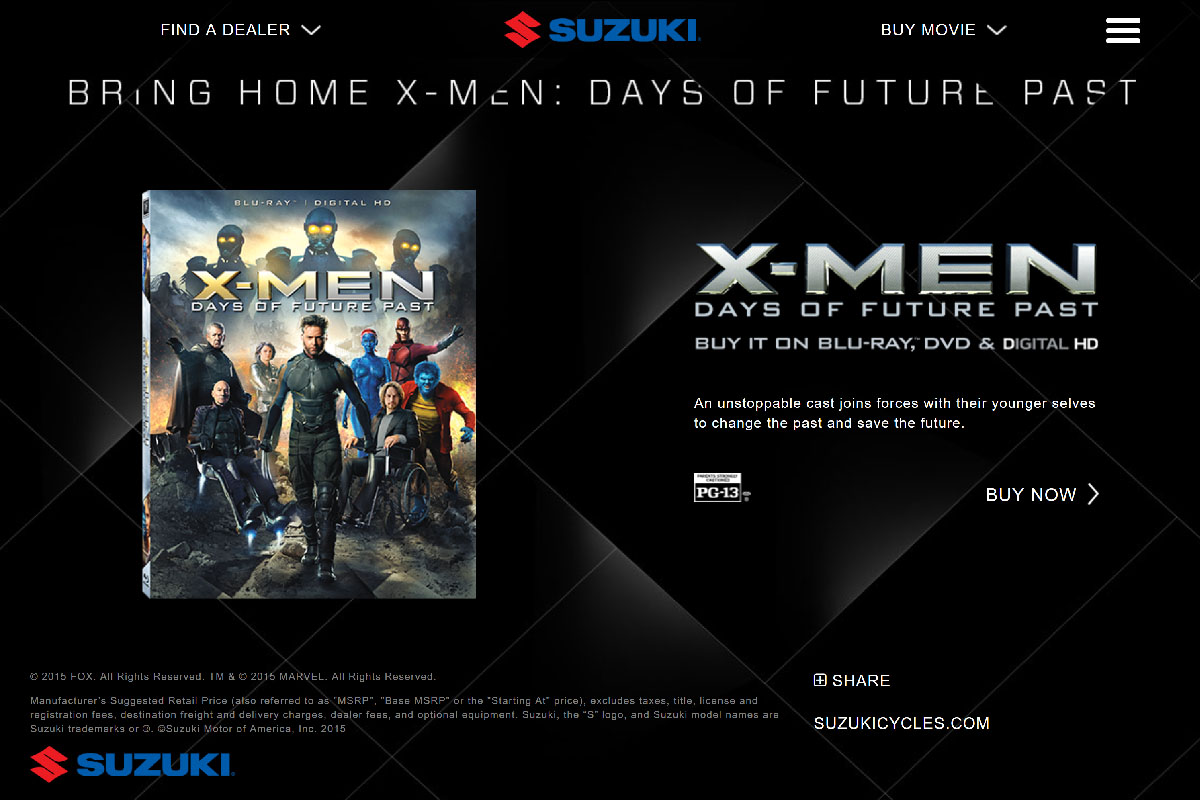 FIND A DEALER
SUZUKI
BUY MOVIE
BRING HOME X-MEN: DAYS OF FUTURE PAST
BLU-RAY™ | DIGITAL HD
X-MEN
DAYS OF FUTURE PAST
X-MEN
DAYS OF FUTURE PAST
BUY IT ON BLU-RAY,™ DVD & DIGITAL HD
An unstoppable cast joins forces with their younger selves
to change the past and save the future.
PARENTS STRONGLY CAUTIONED
PG-13
BUY NOW
© 2015 FOX. All Rights Reserved. TM & © 2015 MARVEL. All Rights Reserved.
Manufacturer's Suggested Retail Price (also referred to as "MSRP", "Base MSRP" or the "Starting At" price), excludes taxes, title, license and
registration fees, destination freight and delivery charges, dealer fees, and optional equipment. Suzuki, the "S" logo, and Suzuki model names are
Suzuki trademarks or ®. ©Suzuki Motor of America, Inc. 2015
SHARE
SUZUKICYCLES.COM
SUZUKI